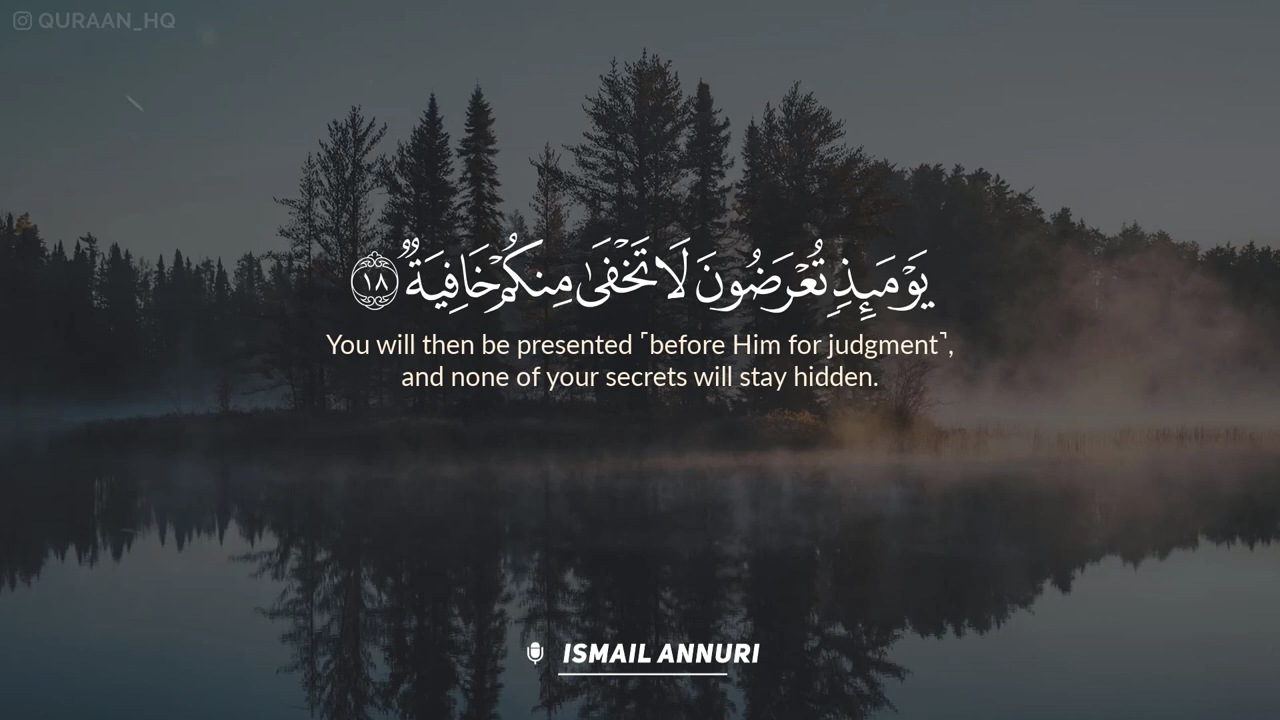 QURAAN_HQ
يَوْمَئِذٍ تُعْرَضُونَ لَا تَخْفَىٰ مِنكُمْ خَافِيَةٌ ١٨
You will then be presented ˹before Him for judgment˺,
and none of your secrets will stay hidden.
ISMAIL ANNURI